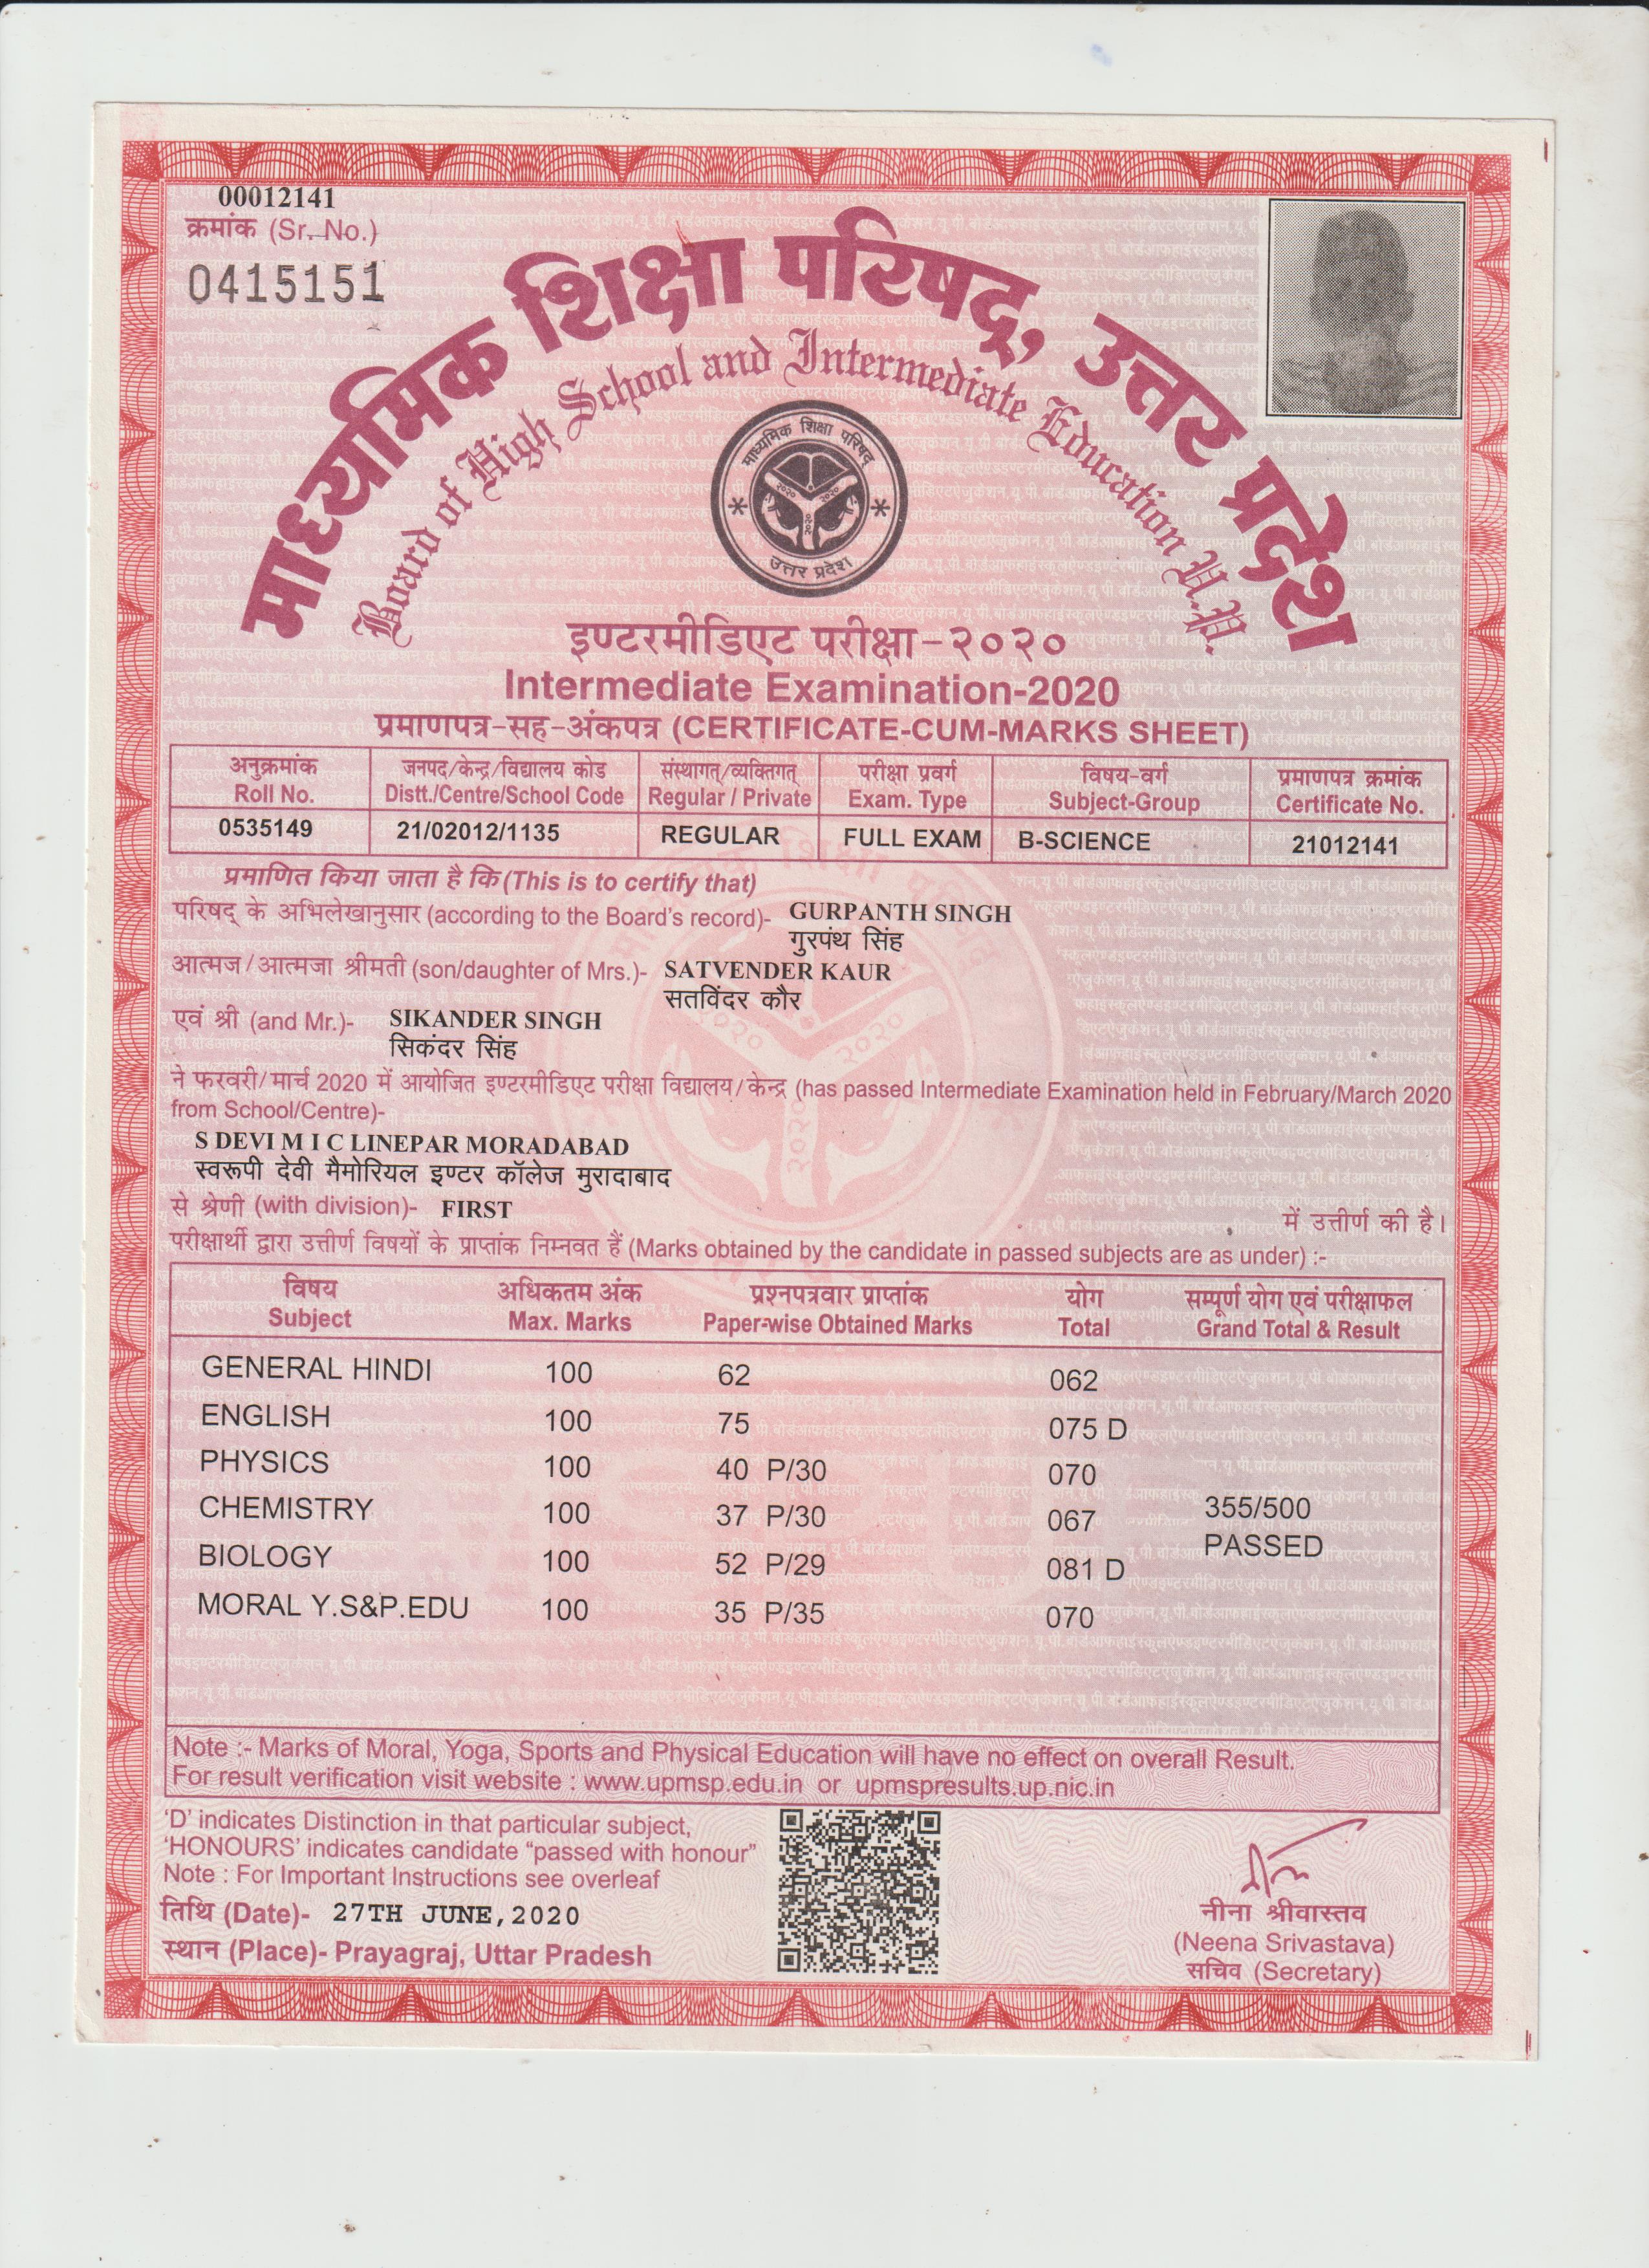 00012141
क्रमांक (Sr. No.)
0415151
माध्यमिक शिक्षा परिषद्, उत्तर प्रदेश
Board of High School and Intermediate Education U.P.
माध्यमिक शिक्षा परिषद्
२०२० २०२०
२०२०
उत्तर प्रदेश
इण्टरमीडिएट परीक्षा-२०२०
Intermediate Examination-2020
प्रमाणपत्र-सह-अंकपत्र (CERTIFICATE-CUM-MARKS SHEET)
अनुक्रमांक जनपद/केन्द्र/विद्यालय कोड संस्थागत्/व्यक्तिगत् परीक्षा प्रवर्ग विषय-वर्ग प्रमाणपत्र क्रमांक
Roll No. Distt./Centre/School Code Regular / Private Exam. Type Subject-Group Certificate No.
0535149 21/02012/1135 REGULAR FULL EXAM B-SCIENCE 21012141
प्रमाणित किया जाता है कि (This is to certify that)
परिषद् के अभिलेखानुसार (according to the Board's record)- GURPANTH SINGH
गुरपंथ सिंह
आत्मज/आत्मजा श्रीमती (son/daughter of Mrs.)- SATVENDER KAUR
सतविंदर कौर
एवं श्री (and Mr.)- SIKANDER SINGH
सिकंदर सिंह
ने फरवरी/मार्च 2020 में आयोजित इण्टरमीडिएट परीक्षा विद्यालय/केन्द्र (has passed Intermediate Examination held in February/March 2020
from School/Centre)-
S DEVI M I C LINEPAR MORADABAD
स्वरूपी देवी मैमोरियल इण्टर कॉलेज मुरादाबाद
से श्रेणी (with division)- FIRST में उत्तीर्ण की है।
परीक्षार्थी द्वारा उत्तीर्ण विषयों के प्राप्तांक निम्नवत हैं (Marks obtained by the candidate in passed subjects are as under) :-
विषय अधिकतम अंक प्रश्नपत्रवार प्राप्तांक योग सम्पूर्ण योग एवं परीक्षाफल
Subject Max. Marks Paper-wise Obtained Marks Total Grand Total & Result
GENERAL HINDI 100 62 062
ENGLISH 100 75 075 D
PHYSICS 100 40 P/30 070
CHEMISTRY 100 37 P/30 067 355/500
PASSED
BIOLOGY 100 52 P/29 081 D
MORAL Y.S&P.EDU 100 35 P/35 070
Note :- Marks of Moral, Yoga, Sports and Physical Education will have no effect on overall Result.
For result verification visit website : www.upmsp.edu.in or upmspresults.up.nic.in
'D' indicates Distinction in that particular subject,
'HONOURS' indicates candidate "passed with honour"
Note : For Important Instructions see overleaf
तिथि (Date)- 27TH JUNE,2020
स्थान (Place)- Prayagraj, Uttar Pradesh
नीना श्रीवास्तव
(Neena Srivastava)
सचिव (Secretary)